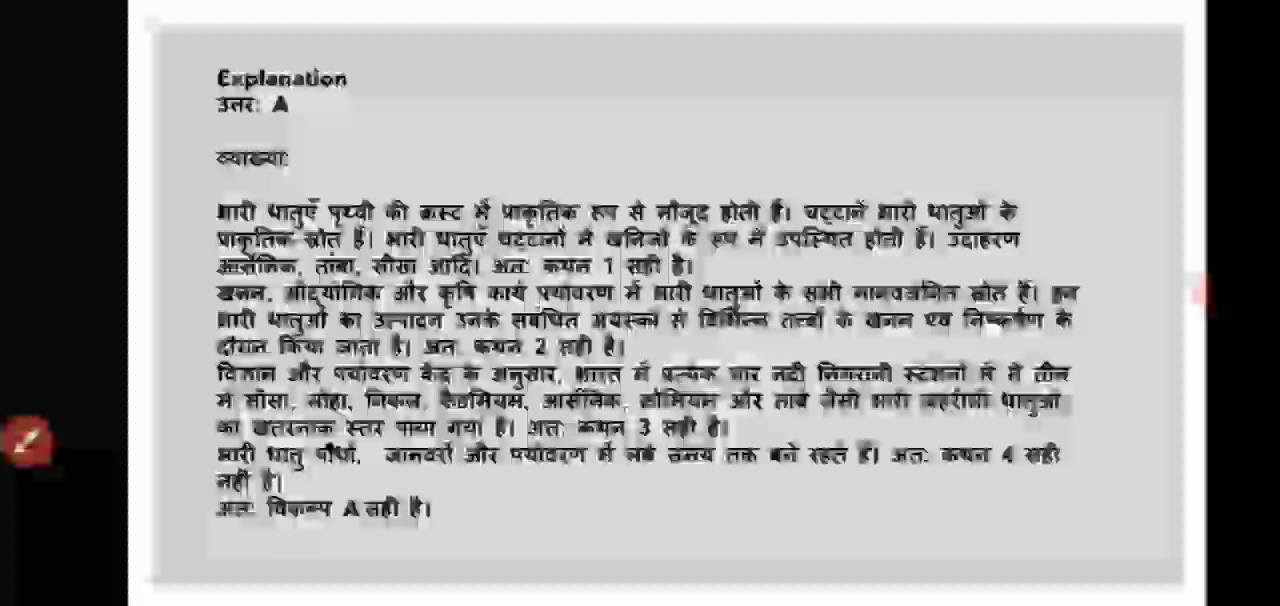 Explanation
उत्तर: A
व्याख्या:
भारी धातुएँ पृथ्वी की क्रस्ट में प्राकृतिक रूप से मौजूद होती हैं। चट्टानें भारी धातुओं के
प्राकृतिक स्रोत हैं। भारी धातुएँ चट्टानों में खनिजों के रूप में उपस्थित होती हैं। उदाहरण
आर्सेनिक, तांबा, सीसा आदि। अत: कथन 1 सही है।
खनन, औद्योगिक और कृषि कार्य पर्यावरण में भारी धातुओं के सभी मानवजनित स्रोत हैं। इन
भारी धातुओं का उत्पादन उनके संबंधित अयस्कों से विभिन्न तत्वों के खनन एवं निष्कर्षण के
दौरान किया जाता है। अत: कथन 2 सही है।
विज्ञान और पर्यावरण केंद्र के अनुसार, भारत में प्रत्येक चार नदी निगरानी स्टेशनों में से तीन
में सीसा, लोहा, निकल, कैडमियम, आर्सेनिक, क्रोमियम और तांबे जैसी भारी जहरीली धातुओं
का खतरनाक स्तर पाया गया है। अत: कथन 3 सही है।
भारी धातु पौधों, जानवरों और पर्यावरण में लंबे समय तक बने रहते हैं। अत: कथन 4 सही
नहीं है।
अत: विकल्प A सही है।